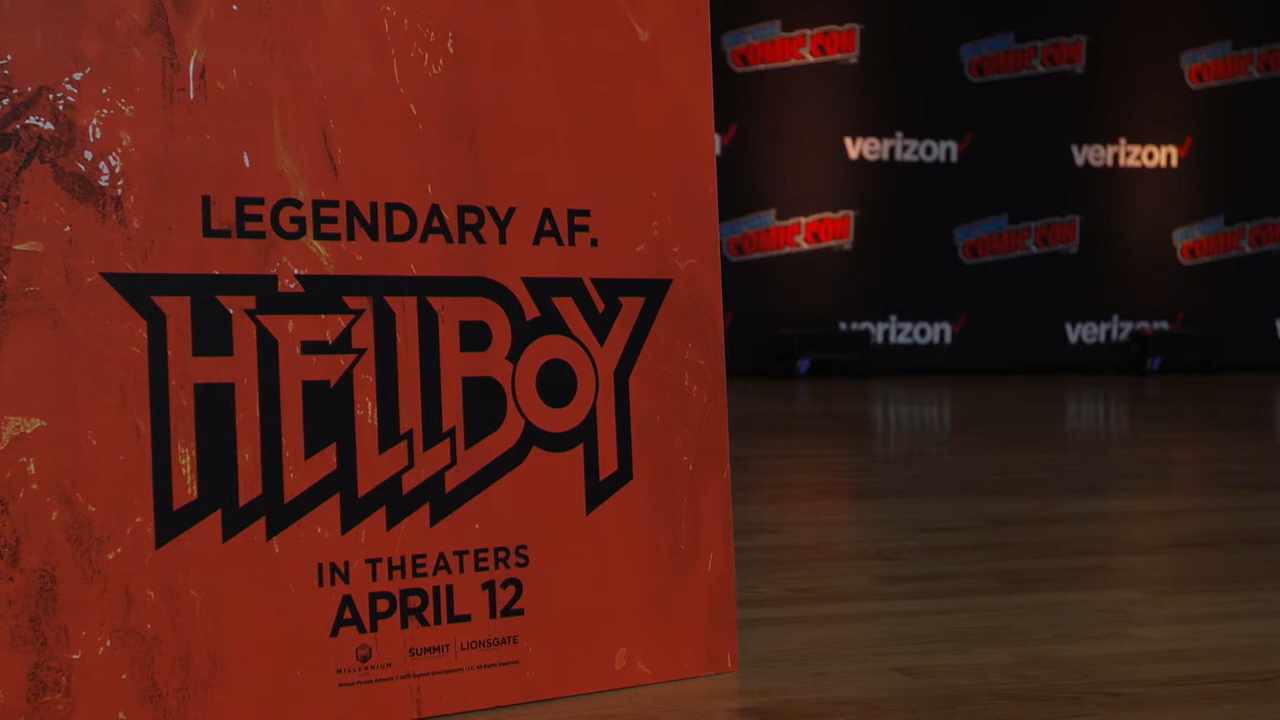 LEGENDARY AF.
HELLBOY
IN THEATERS
APRIL 12
MILLENNIUM
SUMMIT | LIONSGATE
COMIC CON
COMIC CON
COMIC CON
verizon
verizon
COMIC CON
COMIC CON
COMIC CON
verizon
verizon